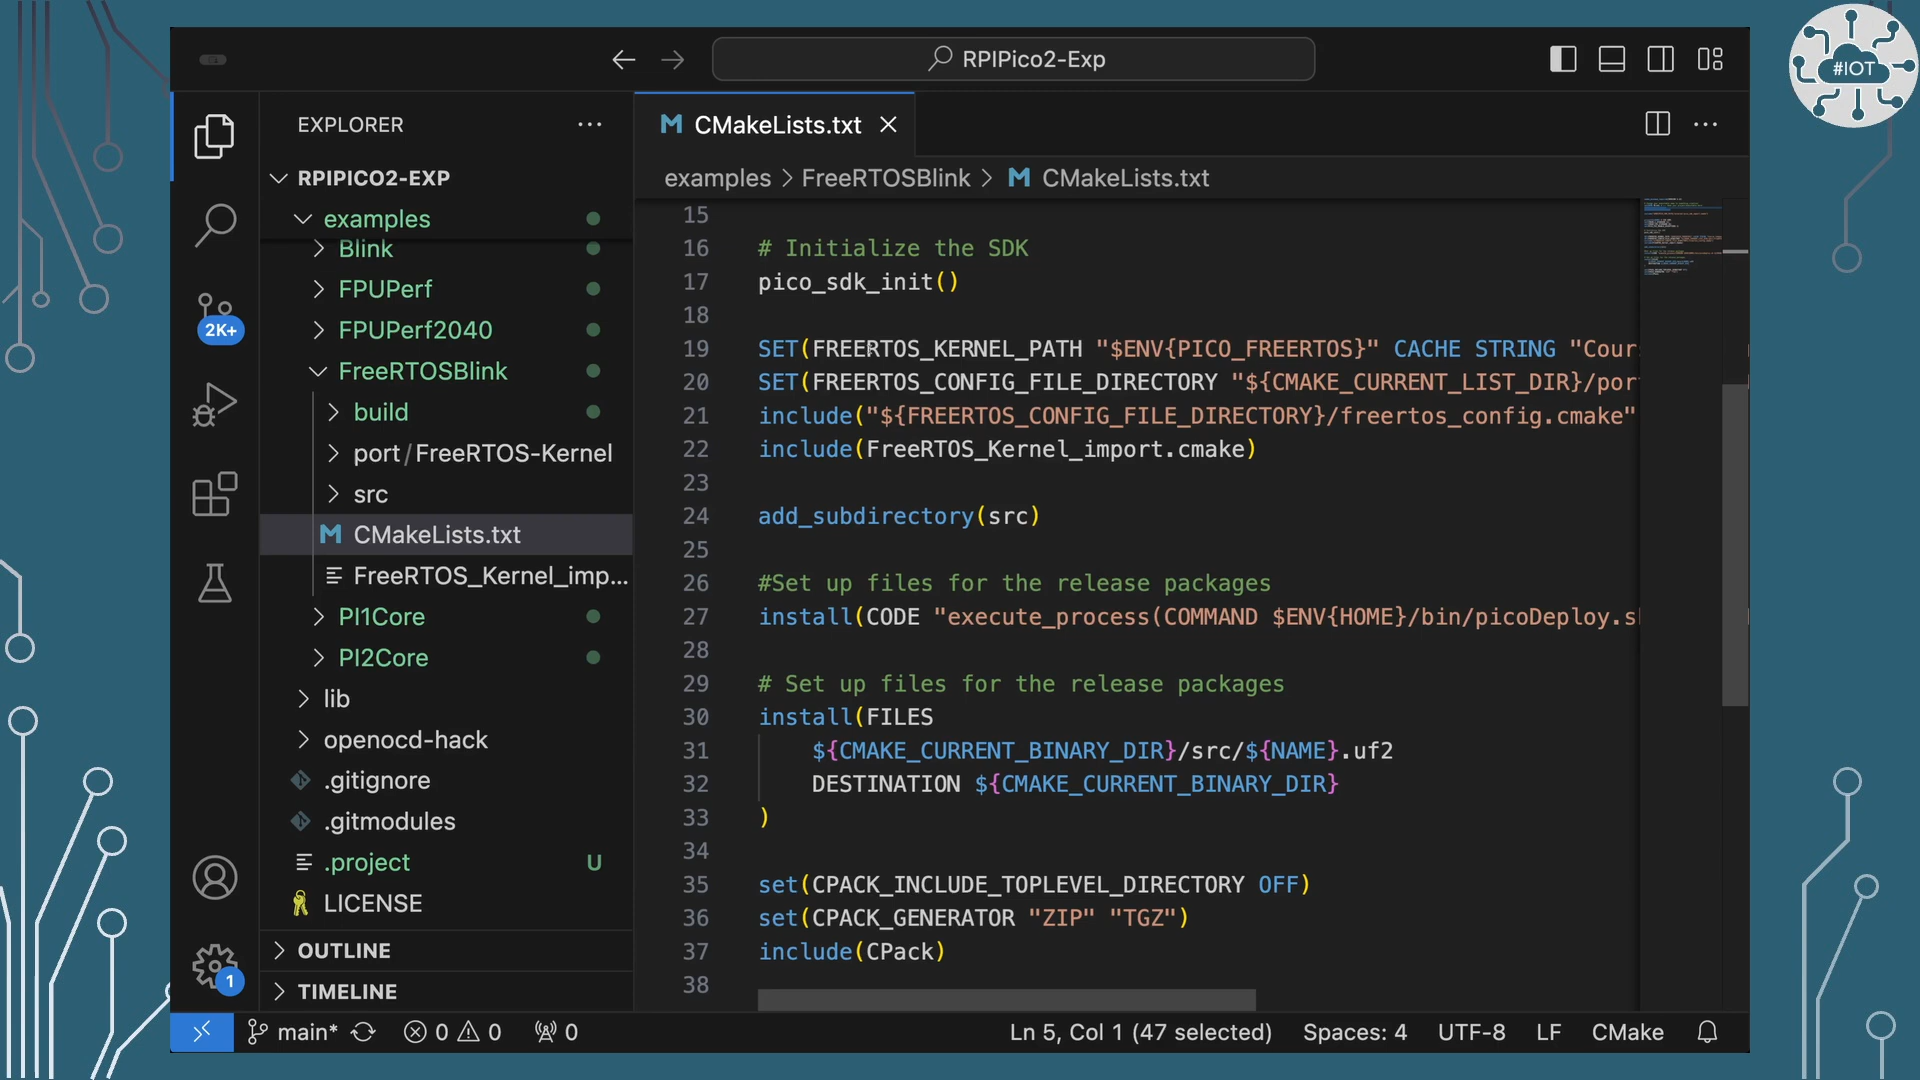 RPIPico2-Exp
#IOT
EXPLORER
RPIPICO2-EXP
examples
Blink
FPUPerf
FPUPerf2040
FreeRTOSBlink
build
port/FreeRTOS-Kernel
src
CMakeLists.txt
FreeRTOS_Kernel_imp...
PI1Core
PI2Core
lib
openocd-hack
.gitignore
.gitmodules
.project U
LICENSE
OUTLINE
TIMELINE
2K+
1
CMakeLists.txt
examples > FreeRTOSBlink > CMakeLists.txt
15
16 # Initialize the SDK
17 pico_sdk_init()
18
19 SET(FREERTOS_KERNEL_PATH "$ENV{PICO_FREERTOS}" CACHE STRING "Cour
20 SET(FREERTOS_CONFIG_FILE_DIRECTORY "${CMAKE_CURRENT_LIST_DIR}/por
21 include("${FREERTOS_CONFIG_FILE_DIRECTORY}/freertos_config.cmake"
22 include(FreeRTOS_Kernel_import.cmake)
23
24 add_subdirectory(src)
25
26 #Set up files for the release packages
27 install(CODE "execute_process(COMMAND $ENV{HOME}/bin/picoDeploy.s
28
29 # Set up files for the release packages
30 install(FILES
31 ${CMAKE_CURRENT_BINARY_DIR}/src/${NAME}.uf2
32 DESTINATION ${CMAKE_CURRENT_BINARY_DIR}
33 )
34
35 set(CPACK_INCLUDE_TOPLEVEL_DIRECTORY OFF)
36 set(CPACK_GENERATOR "ZIP" "TGZ")
37 include(CPack)
38
main* 0 0 0 Ln 5, Col 1 (47 selected) Spaces: 4 UTF-8 LF CMake